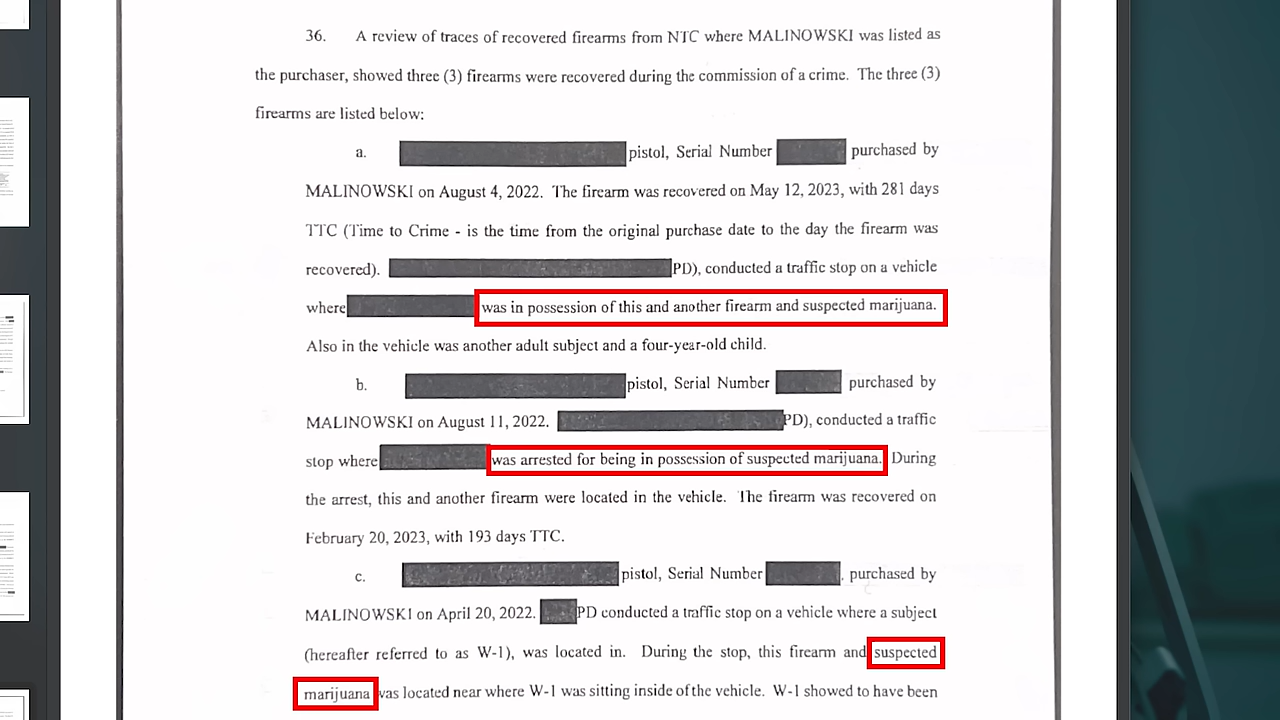 36. A review of traces of recovered firearms from NTC where MALINOWSKI was listed as
the purchaser, showed three (3) firearms were recovered during the commission of a crime. The three (3)
firearms are listed below:
a. pistol, Serial Number purchased by
MALINOWSKI on August 4, 2022. The firearm was recovered on May 12, 2023, with 281 days
TTC (Time to Crime - is the time from the original purchase date to the day the firearm was
recovered). PD), conducted a traffic stop on a vehicle
where was in possession of this and another firearm and suspected marijuana.
Also in the vehicle was another adult subject and a four-year-old child.
b. pistol, Serial Number purchased by
MALINOWSKI on August 11, 2022. PD), conducted a traffic
stop where was arrested for being in possession of suspected marijuana. During
the arrest, this and another firearm were located in the vehicle. The firearm was recovered on
February 20, 2023, with 193 days TTC.
c. pistol, Serial Number . purchased by
MALINOWSKI on April 20, 2022. PD conducted a traffic stop on a vehicle where a subject
(hereafter referred to as W-1), was located in. During the stop, this firearm and suspected
marijuana was located near where W-1 was sitting inside of the vehicle. W-1 showed to have been